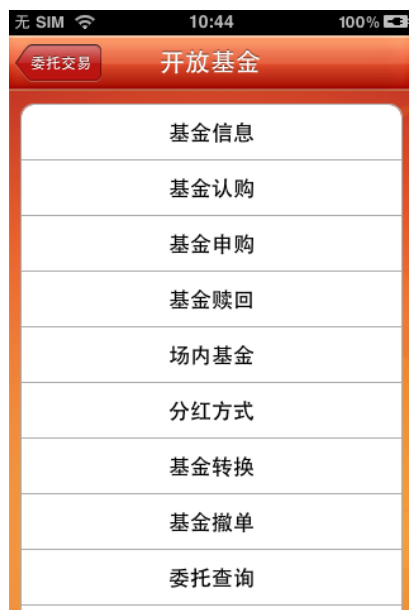 无 SIM 10:44 100%
委托交易 开放基金
基金信息
基金认购
基金申购
基金赎回
场内基金
分红方式
基金转换
基金撤单
委托查询